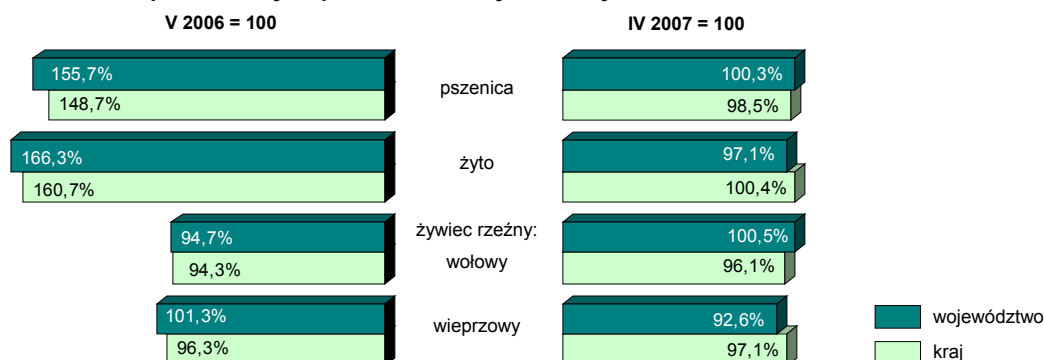 V 2006 = 100 IV 2007 = 100
155,7% pszenica 100,3%
148,7% 98,5%
166,3% żyto 97,1%
160,7% 100,4%
żywiec rzeźny:
94,7% 100,5%
94,3% wołowy 96,1%
101,3% wieprzowy 92,6%
96,3% 97,1%
województwo
kraj